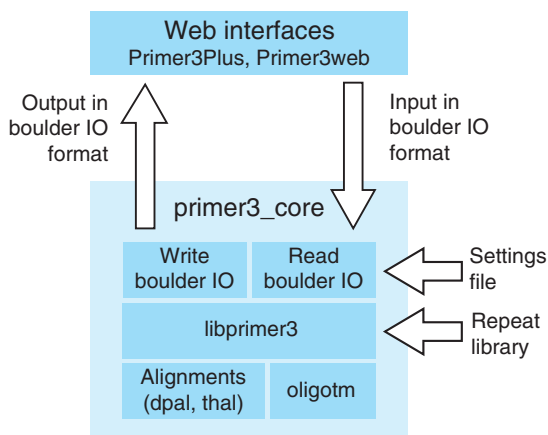 Web interfaces
Primer3Plus, Primer3web
Output in
boulder IO
format
Input in
boulder IO
format
primer3_core
Write
boulder IO
Read
boulder IO
Settings
file
libprimer3
Repeat
library
Alignments
(dpal, thal)
oligotm